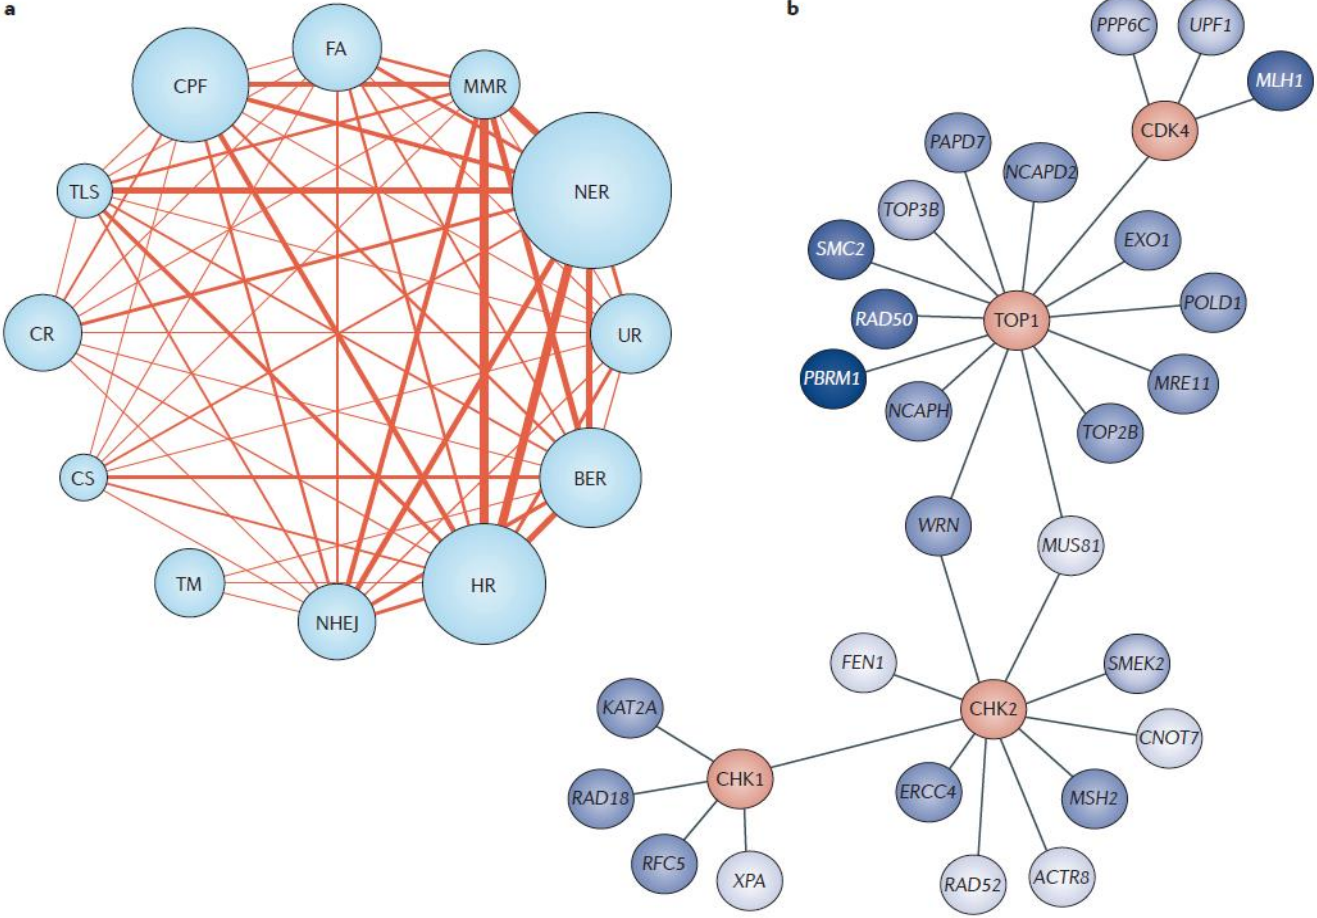 a
FA
CPF
MMR
TLS
NER
CR
UR
CS
BER
TM
HR
NHEJ
b
PPP6C
UPF1
MLH1
CDK4
PAPD7
NCAPD2
TOP3B
SMC2
EXO1
RAD50
TOP1
POLD1
PBRM1
NCAPH
MRE11
TOP2B
WRN
MUS81
FEN1
SMEK2
KAT2A
CHK2
CNOT7
CHK1
RAD18
ERCC4
MSH2
RFC5
XPA
RAD52
ACTR8